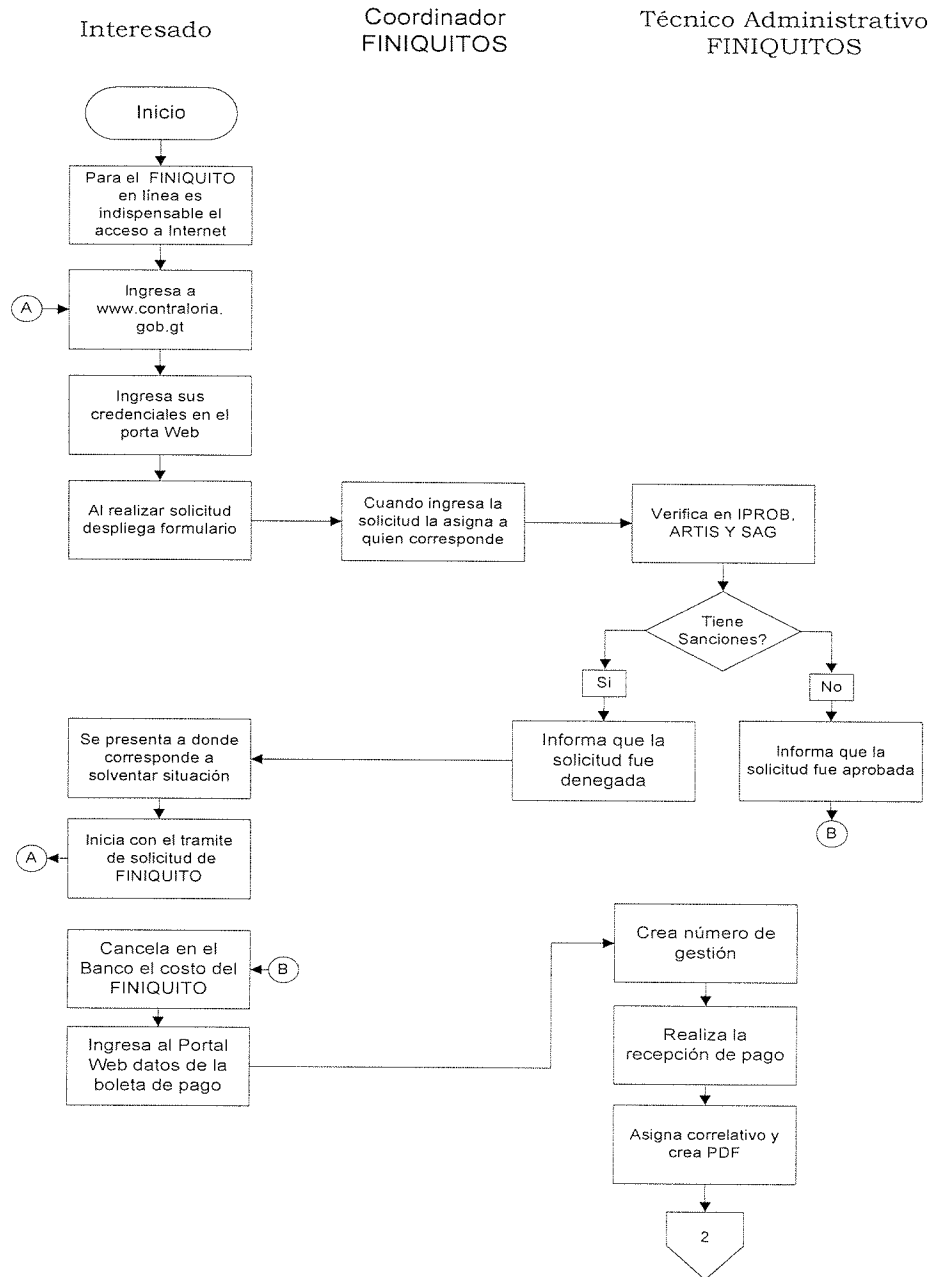 Interesado
Coordinador
FINIQUITOS
Técnico Administrativo
FINIQUITOS
Inicio
Para el FINIQUITO
en línea es
indispensable el
acceso a Internet
A
Ingresa a
www.contraloria.
gob.gt
Ingresa sus
credenciales en el
porta Web
Al realizar solicitud
despliega formulario
Cuando ingresa la
solicitud la asigna a
quien corresponde
Verifica en IPROB,
ARTIS Y SAG
Tiene
Sanciones?
Si
No
Se presenta a donde
corresponde a
solventar situación
Informa que la
solicitud fue
denegada
Informa que la
solicitud fue aprobada
B
A
Inicia con el tramite
de solicitud de
FINIQUITO
Cancela en el
Banco el costo del
FINIQUITO
B
Ingresa al Portal
Web datos de la
boleta de pago
Crea número de
gestión
Realiza la
recepción de pago
Asigna correlativo y
crea PDF
2